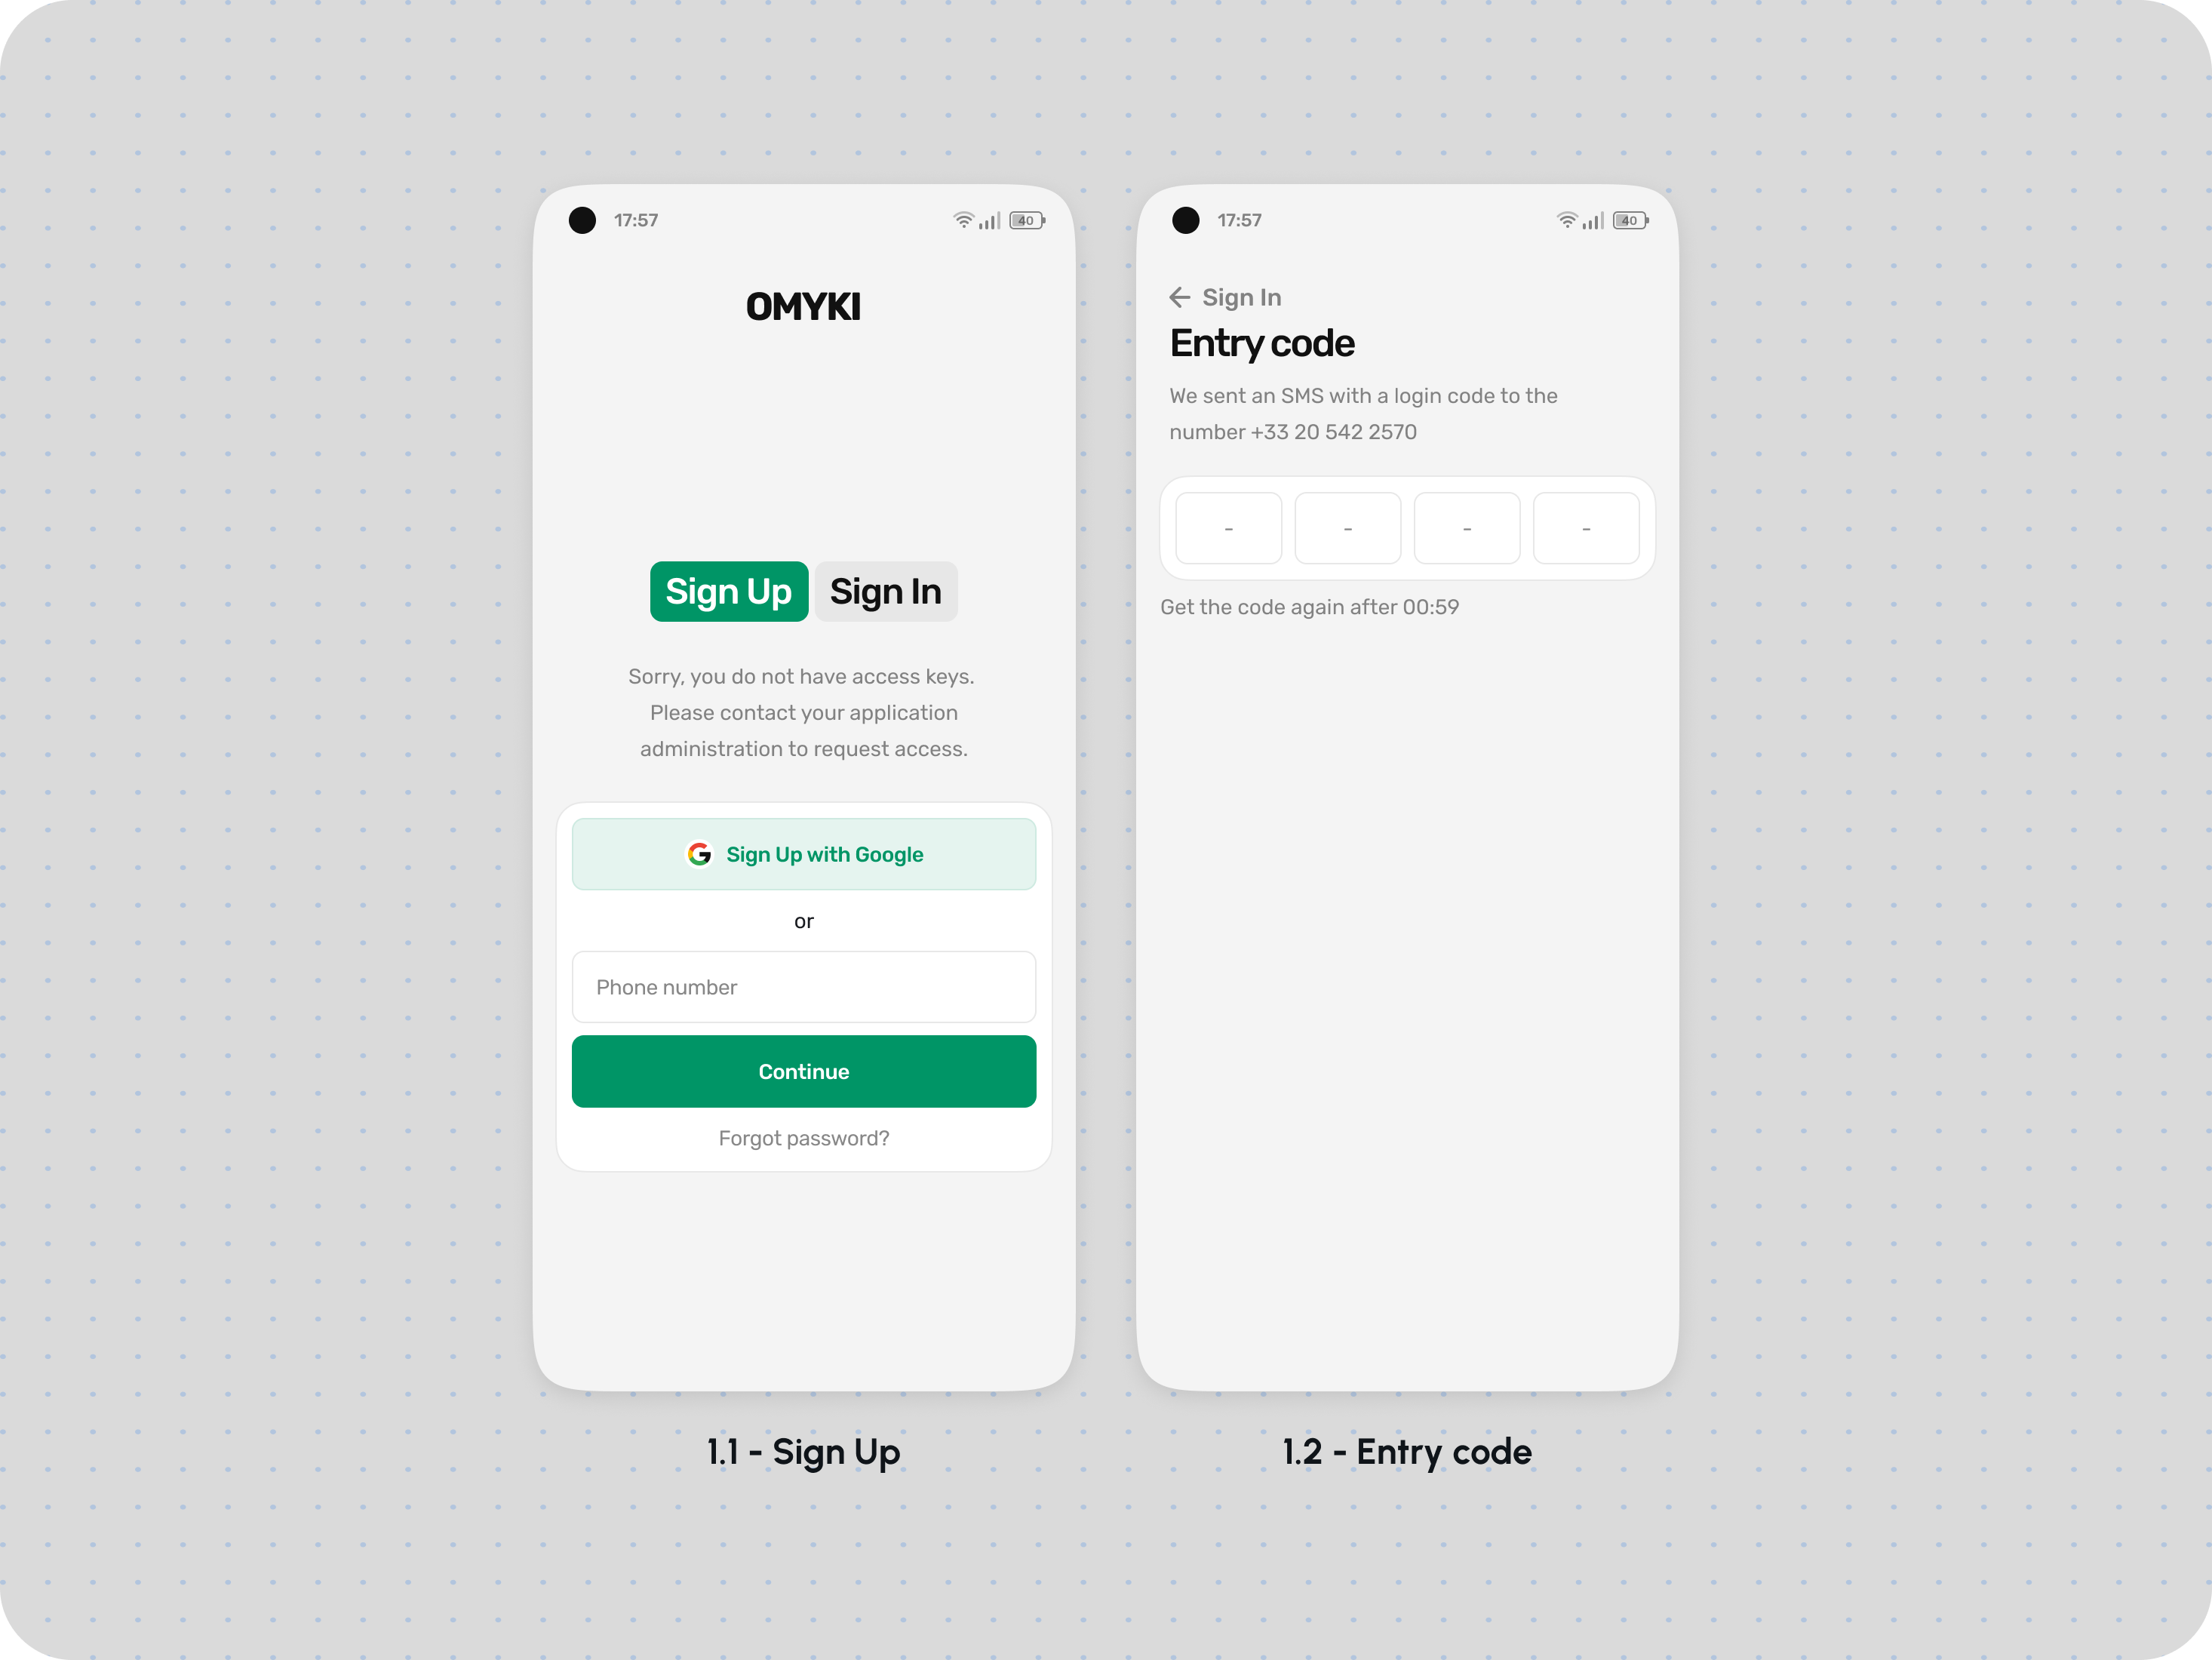 17:57
40
OMYKI
Sign Up
Sign In
Sorry, you do not have access keys.
Please contact your application
administration to request access.
Sign Up with Google
or
Phone number
Continue
Forgot password?
1.1 - Sign Up
17:57
40
Sign In
Entry code
We sent an SMS with a login code to the
number +33 20 542 2570
- - - -
Get the code again after 00:59
1.2 - Entry code